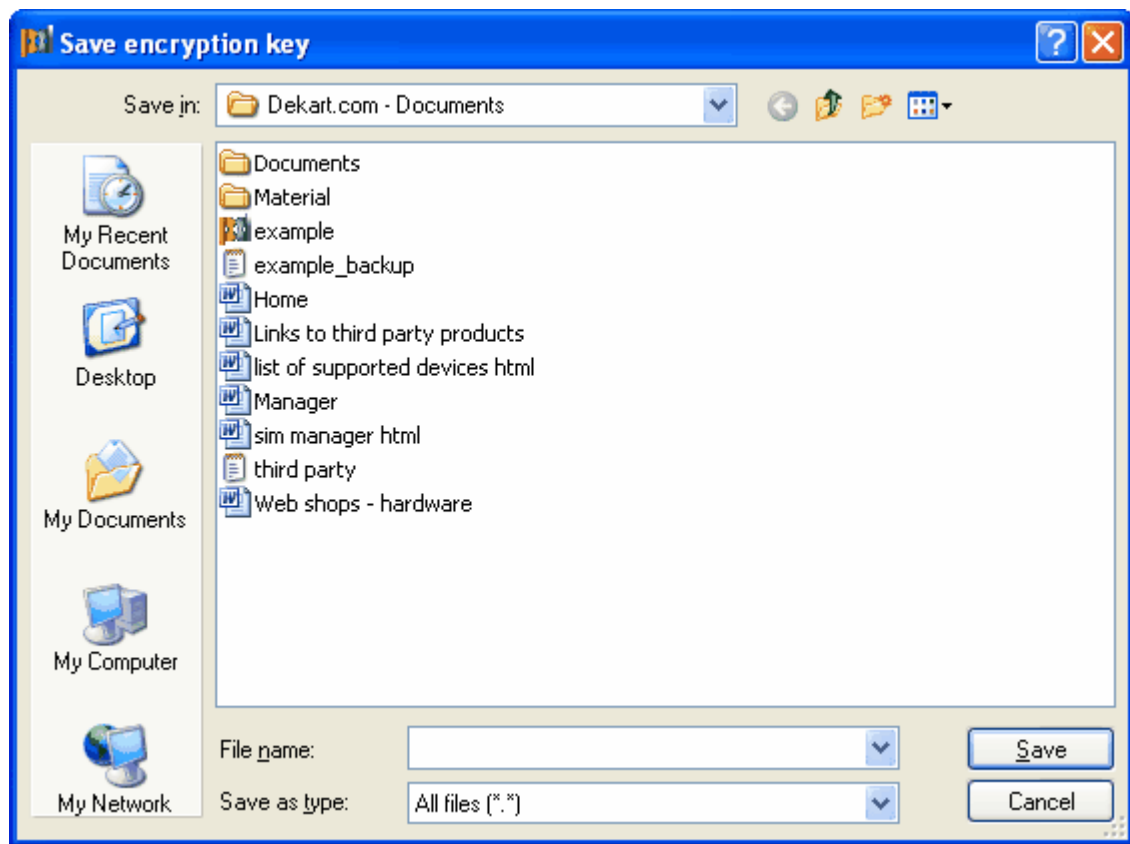 Save encryption key
Save in:
Dekart.com - Documents
My Recent
Documents
Desktop
My Documents
My Computer
My Network
Documents
Material
example
example_backup
Home
Links to third party products
list of supported devices html
Manager
sim manager html
third party
Web shops - hardware
File name:
Save
Save as type:
All files (*.*)
Cancel